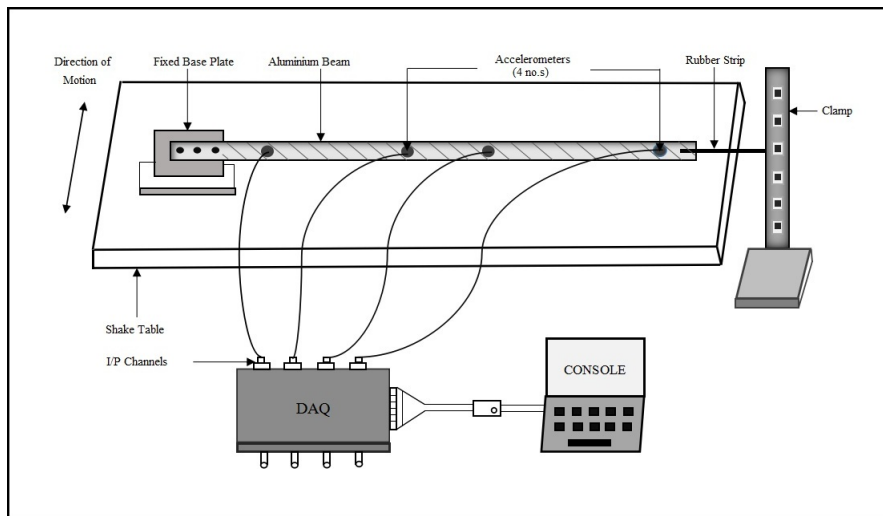 Direction of
Motion
Fixed Base Plate
Aluminium Beam
Accelerometers
(4 no.s)
Rubber Strip
Clamp
Shake Table
I/P Channels
DAQ
CONSOLE